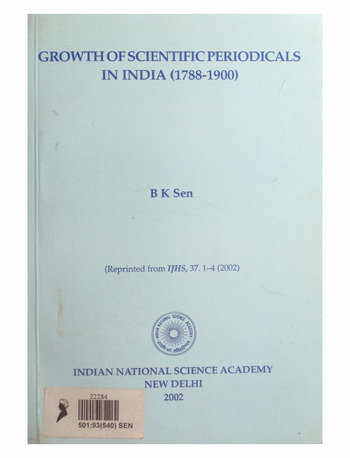 GROWTH OF SCIENTIFIC PERIODICALS
IN INDIA (1788-1900)
B K Sen
(Reprinted from IJHS, 37. 1–4 (2002)
INDIAN NATIONAL SCIENCE ACADEMY
INDIAN NATIONAL SCIENCE ACADEMY
NEW DELHI
2002
22284
501:93(540) SEN